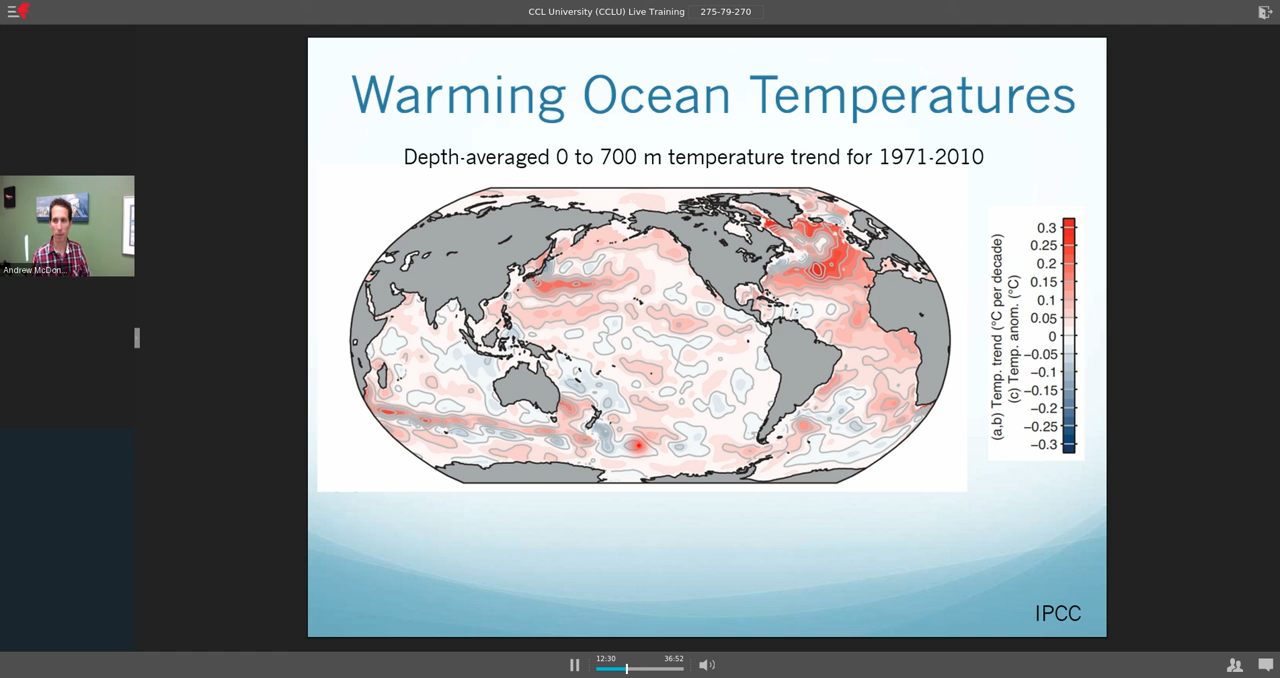 CCL University (CCLU) Live Training 275-79-270
Warming Ocean Temperatures
Depth-averaged 0 to 700 m temperature trend for 1971-2010
Andrew McDon...
(a,b) Temp. trend (°C per decade)
(c) Temp. anom. (°C)
0.3
0.25
0.2
0.15
0.1
0.05
0
−0.05
−0.1
−0.15
−0.2
−0.25
−0.3
IPCC
12:30 36:52